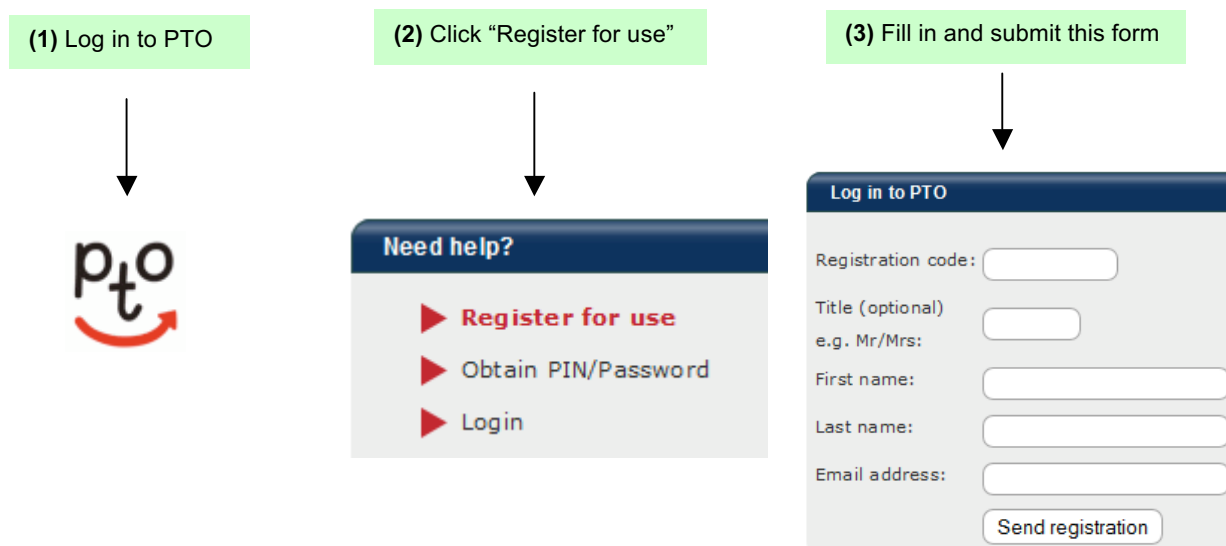 (1) Log in to PTO
(2) Click “Register for use”
(3) Fill in and submit this form
pto
Need help?
Register for use
Obtain PIN/Password
Login
Log in to PTO
Registration code:
Title (optional)
e.g. Mr/Mrs:
First name:
Last name:
Email address:
Send registration